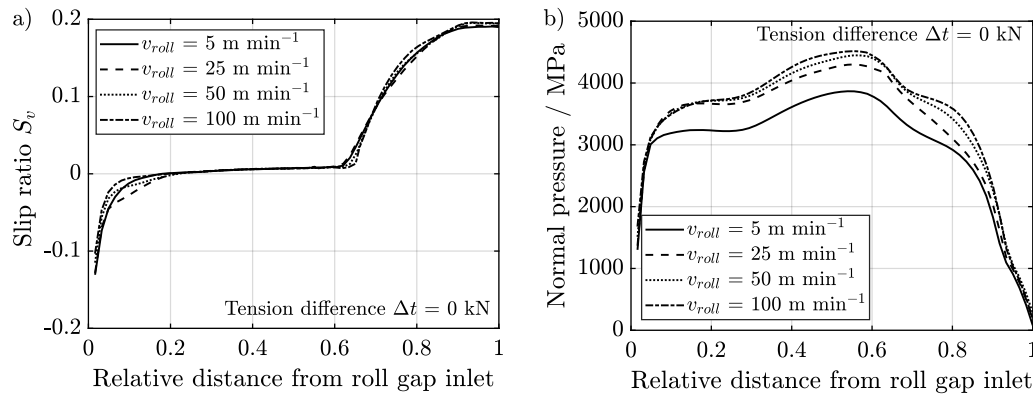 a)
Slip ratio S_v
0.2
0.1
0
-0.1
-0.2
v_roll = 5 m min⁻¹
v_roll = 25 m min⁻¹
v_roll = 50 m min⁻¹
v_roll = 100 m min⁻¹
Tension difference Δt = 0 kN
0 0.2 0.4 0.6 0.8 1
Relative distance from roll gap inlet
b)
Normal pressure / MPa
5000
4000
3000
2000
1000
0
Tension difference Δt = 0 kN
v_roll = 5 m min⁻¹
v_roll = 25 m min⁻¹
v_roll = 50 m min⁻¹
v_roll = 100 m min⁻¹
0 0.2 0.4 0.6 0.8 1
Relative distance from roll gap inlet